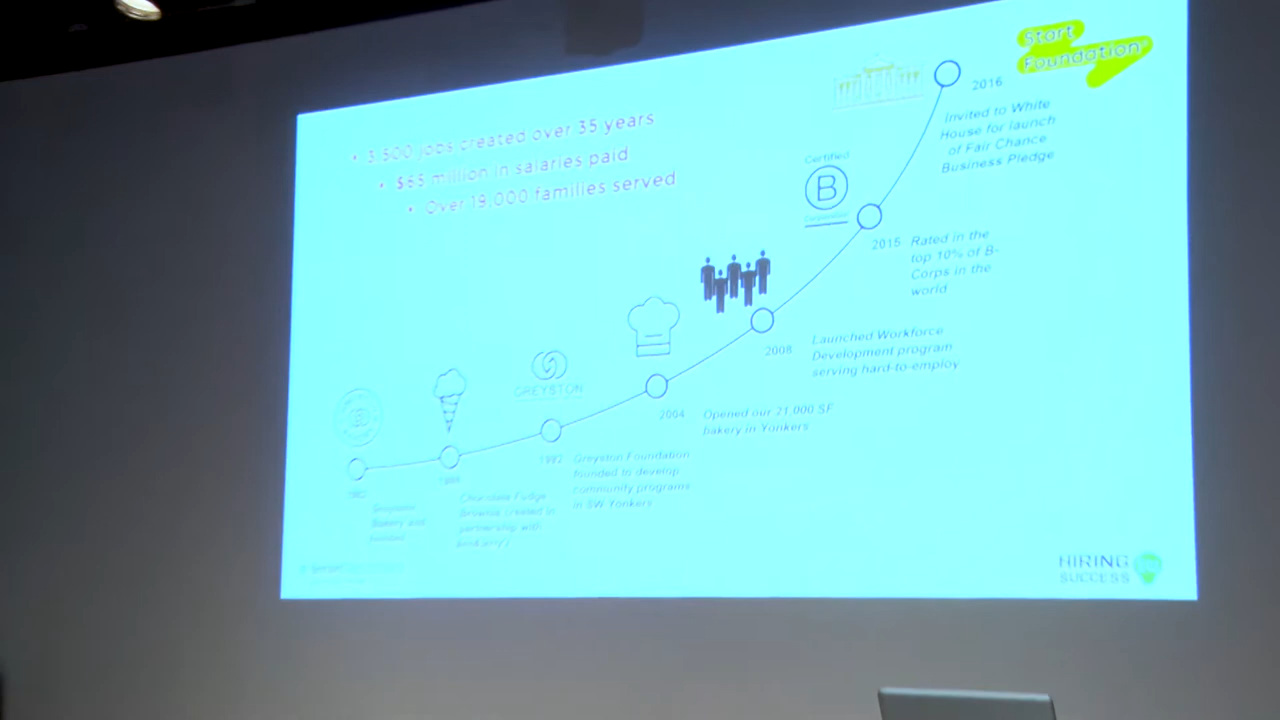 Start
Foundation
• 3,500 jobs created over 35 years
• $65 million in salaries paid
• Over 19,000 families served
2016
Invited to White
House for launch
of Fair Chance
Business Pledge
Certified
B
Corporation
2015
Rated in the
top 10% of B-
Corps in the
world
2008
Launched Workforce
Development program
serving hard-to-employ
2004
Opened our 21,000 SF
bakery in Yonkers
GREYSTON
Greyston Foundation
founded to develop
community programs
in SW Yonkers
Chocolate Fudge
Brownie created in
partnership with
Greyston
Bakery
HIRING
SUCCESS